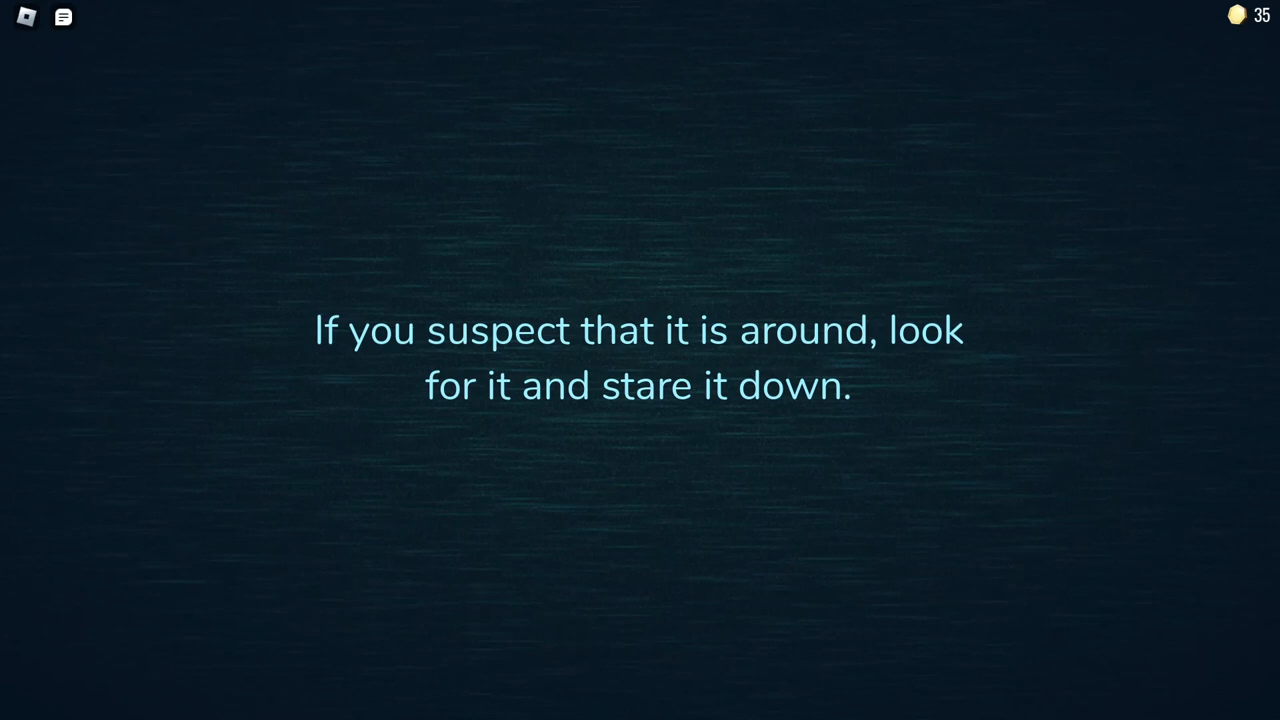 35
If you suspect that it is around, look
for it and stare it down.